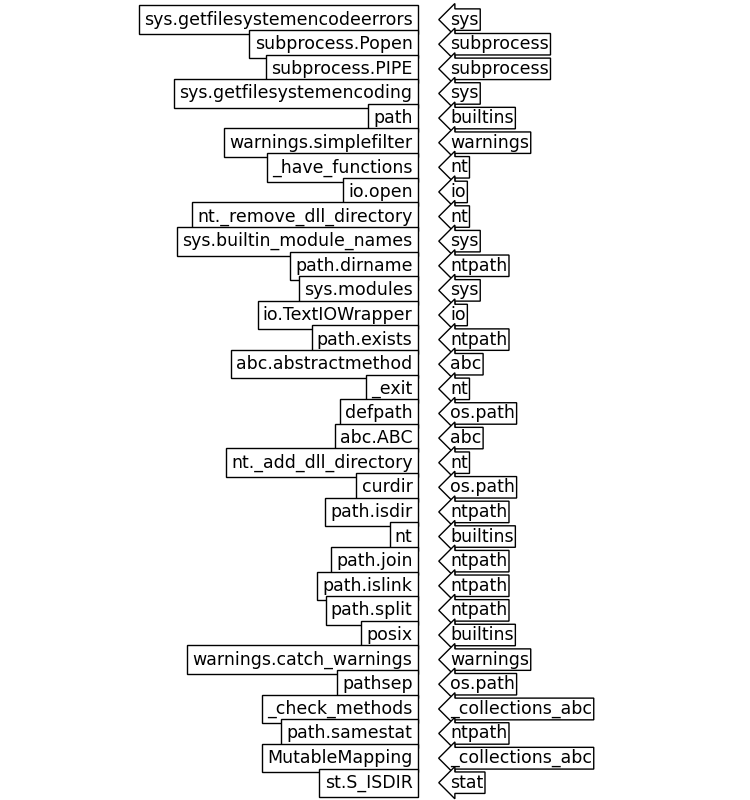 sys.getfilesystemencodeerrors sys
subprocess.Popen subprocess
subprocess.PIPE subprocess
sys.getfilesystemencoding sys
path builtins
warnings.simplefilter warnings
_have_functions nt
io.open io
nt._remove_dll_directory nt
sys.builtin_module_names sys
path.dirname ntpath
sys.modules sys
io.TextIOWrapper io
path.exists ntpath
abc.abstractmethod abc
_exit nt
defpath os.path
abc.ABC abc
nt._add_dll_directory nt
curdir os.path
path.isdir ntpath
nt builtins
path.join ntpath
path.islink ntpath
path.split ntpath
posix builtins
warnings.catch_warnings warnings
pathsep os.path
_check_methods _collections_abc
path.samestat ntpath
MutableMapping _collections_abc
st.S_ISDIR stat